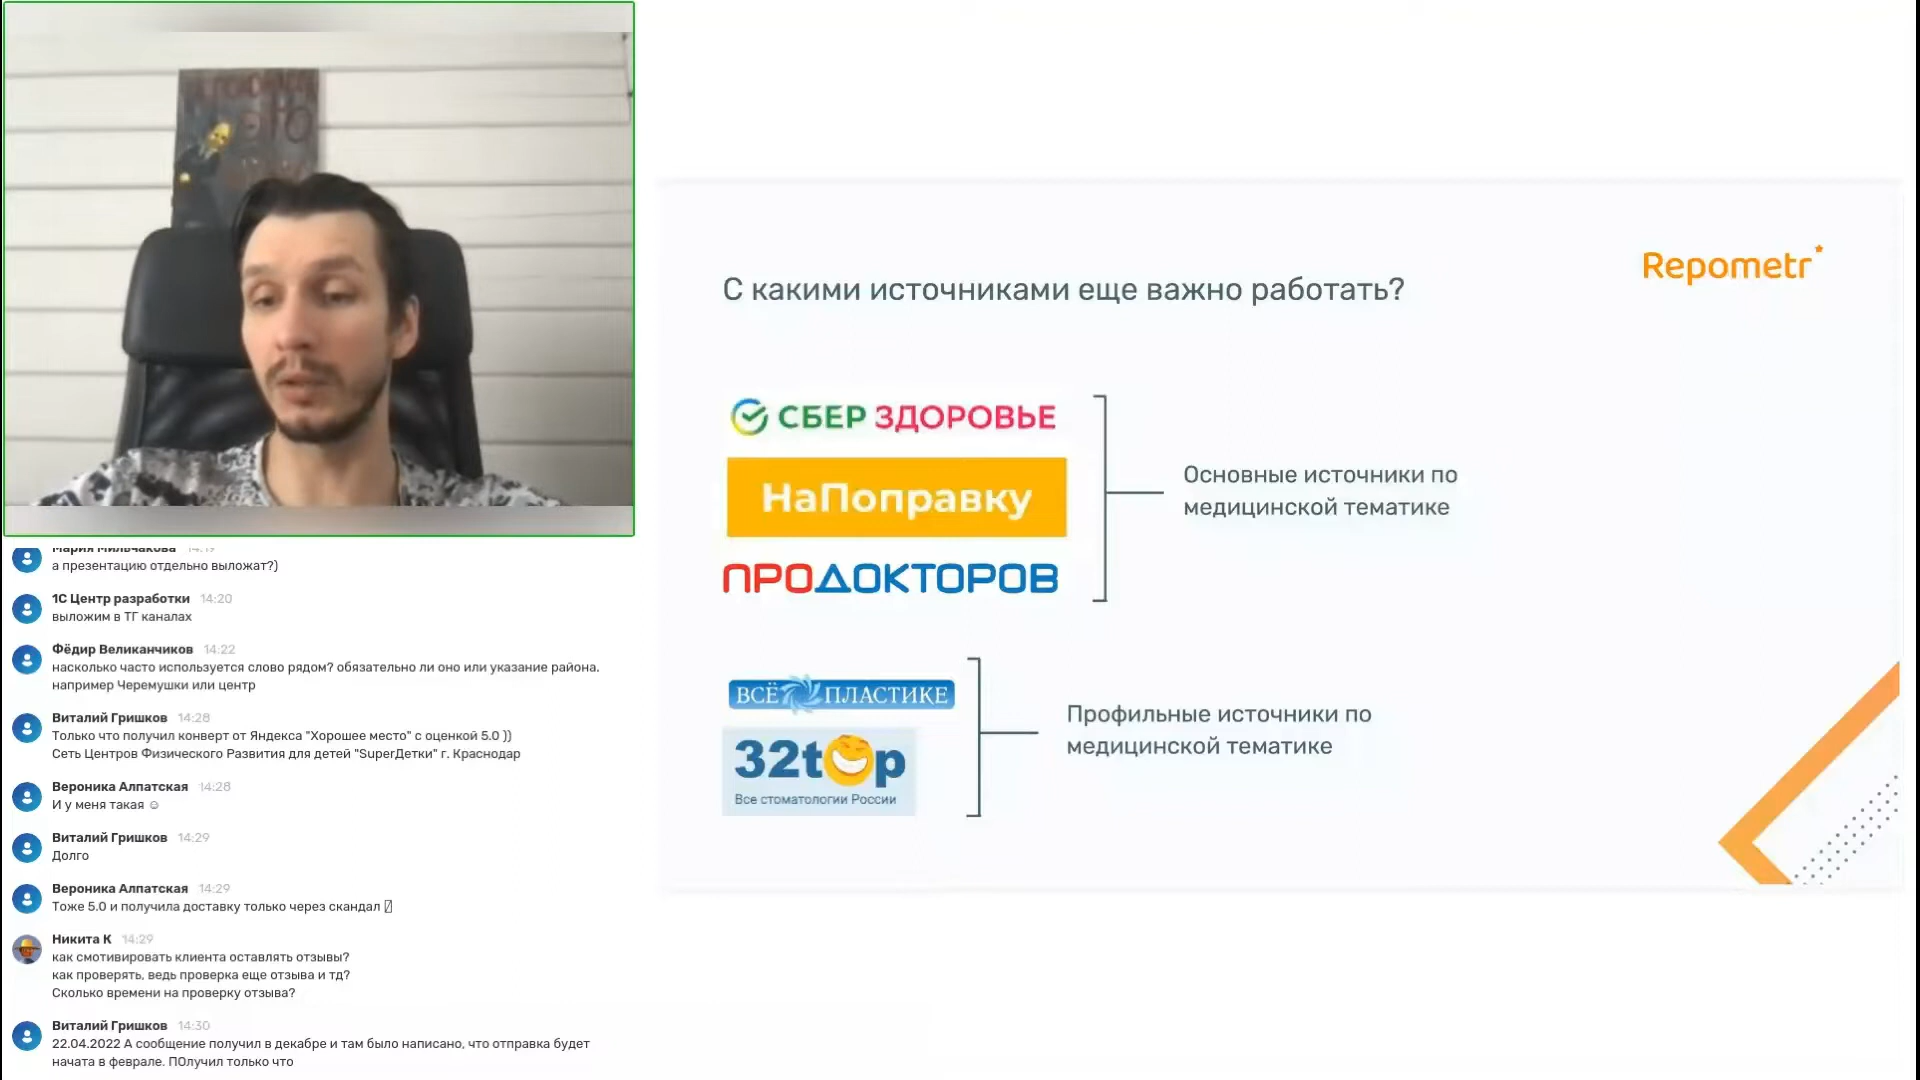 ЭТО
Мария Мильчакова 14:19
а презентацию отдельно выложат?)
1С Центр разработки 14:20
выложим в ТГ каналах
Фёдир Великанчиков 14:22
насколько часто используется слово рядом? обязательно ли оно или указание района.
например Черемушки или центр
Виталий Гришков 14:28
Только что получил конверт от Яндекса "Хорошее место" с оценкой 5.0 ))
Сеть Центров Физического Развития для детей "SuperДетки" г. Краснодар
Вероника Алпатская 14:28
И у меня такая ☺
Виталий Гришков 14:29
Долго
Вероника Алпатская 14:29
Тоже 5.0 и получила доставку только через скандал
Никита К 14:29
как смотивировать клиента оставлять отзывы?
как проверять, ведь проверка еще отзыва и тд?
Сколько времени на проверку отзыва?
Виталий Гришков 14:30
22.04.2022 А сообщение получил в декабре и там было написано, что отправка будет
начата в феврале. ПОлучил только что
Repometr
С какими источниками еще важно работать?
СБЕР ЗДОРОВЬЕ
НаПоправку
ПРОДОКТОРОВ
Основные источники по
медицинской тематике
ВСЁ ПЛАСТИКЕ
32top
Все стоматологии России
Профильные источники по
медицинской тематике